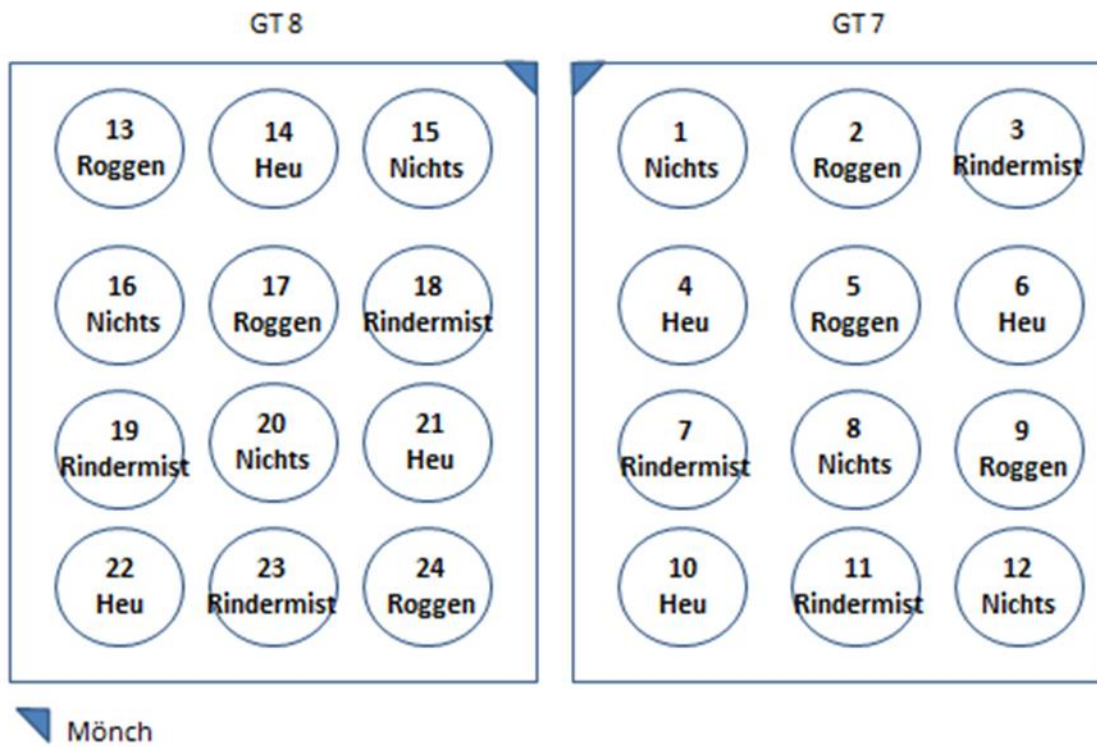 GT 8
GT 7
13
Roggen
14
Heu
15
Nichts
1
Nichts
2
Roggen
3
Rindermist
16
Nichts
17
Roggen
18
Rindermist
4
Heu
5
Roggen
6
Heu
19
Rindermist
20
Nichts
21
Heu
7
Rindermist
8
Nichts
9
Roggen
22
Heu
23
Rindermist
24
Roggen
10
Heu
11
Rindermist
12
Nichts
Mönch